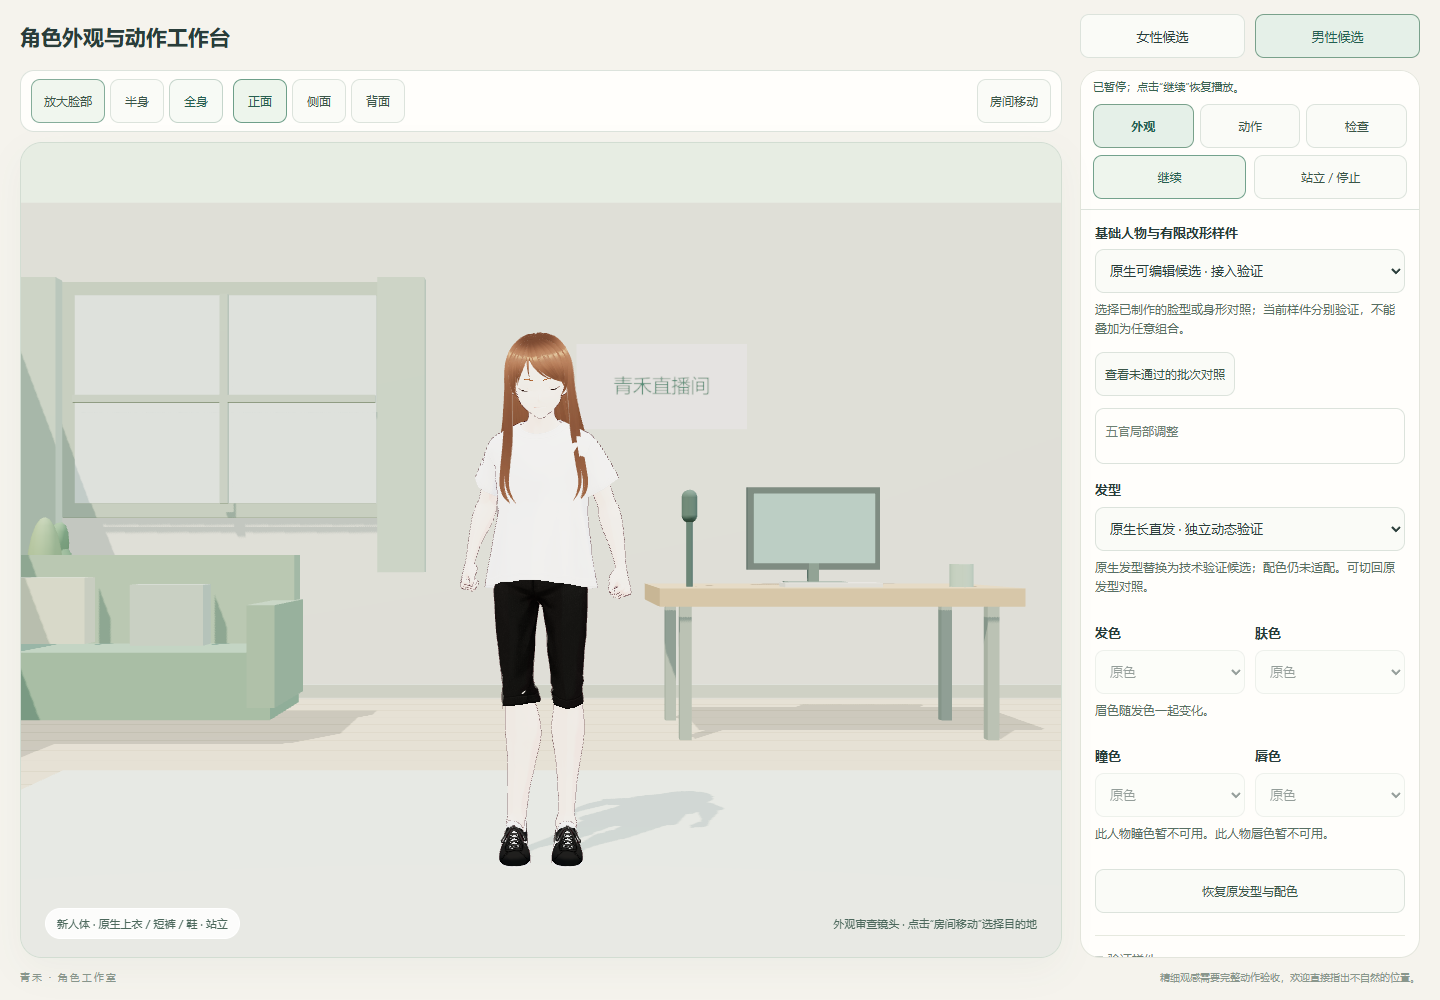 角色外观与动作工作台
女性候选
男性候选
放大脸部
半身
全身
正面
侧面
背面
房间移动
青禾直播间
新人体 · 原生上衣 / 短裤 / 鞋 · 站立
外观审查镜头 · 点击“房间移动”选择目的地
已暂停；点击“继续”恢复播放。
外观
动作
检查
继续
站立 / 停止
基础人物与有限改形样件
原生可编辑候选 · 接入验证
选择已制作的脸型或身形对照；当前样件分别验证，不能
叠加为任意组合。
查看未通过的批次对照
五官局部调整
发型
原生长直发 · 独立动态验证
原生发型替换为技术验证候选；配色仍未适配。可切回原
发型对照。
发色
肤色
原色
原色
眉色随发色一起变化。
瞳色
唇色
原色
原色
此人物瞳色暂不可用。此人物唇色暂不可用。
恢复原发型与配色
青禾 · 角色工作室
精细观感需要完整动作验收，欢迎直接指出不自然的位置。